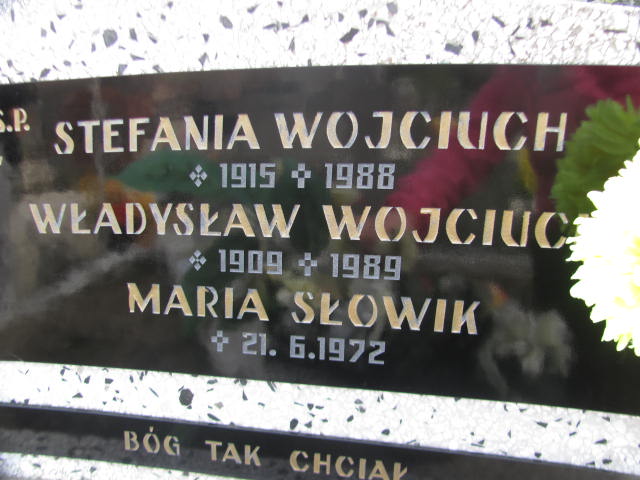 Ś.P.
STEFANIA WOJCIUCH
1915 1988
WŁADYSŁAW WOJCIUC
1909 1989
MARIA SŁOWIK
21. 6.1972
BÓG TAK CHCIAŁ